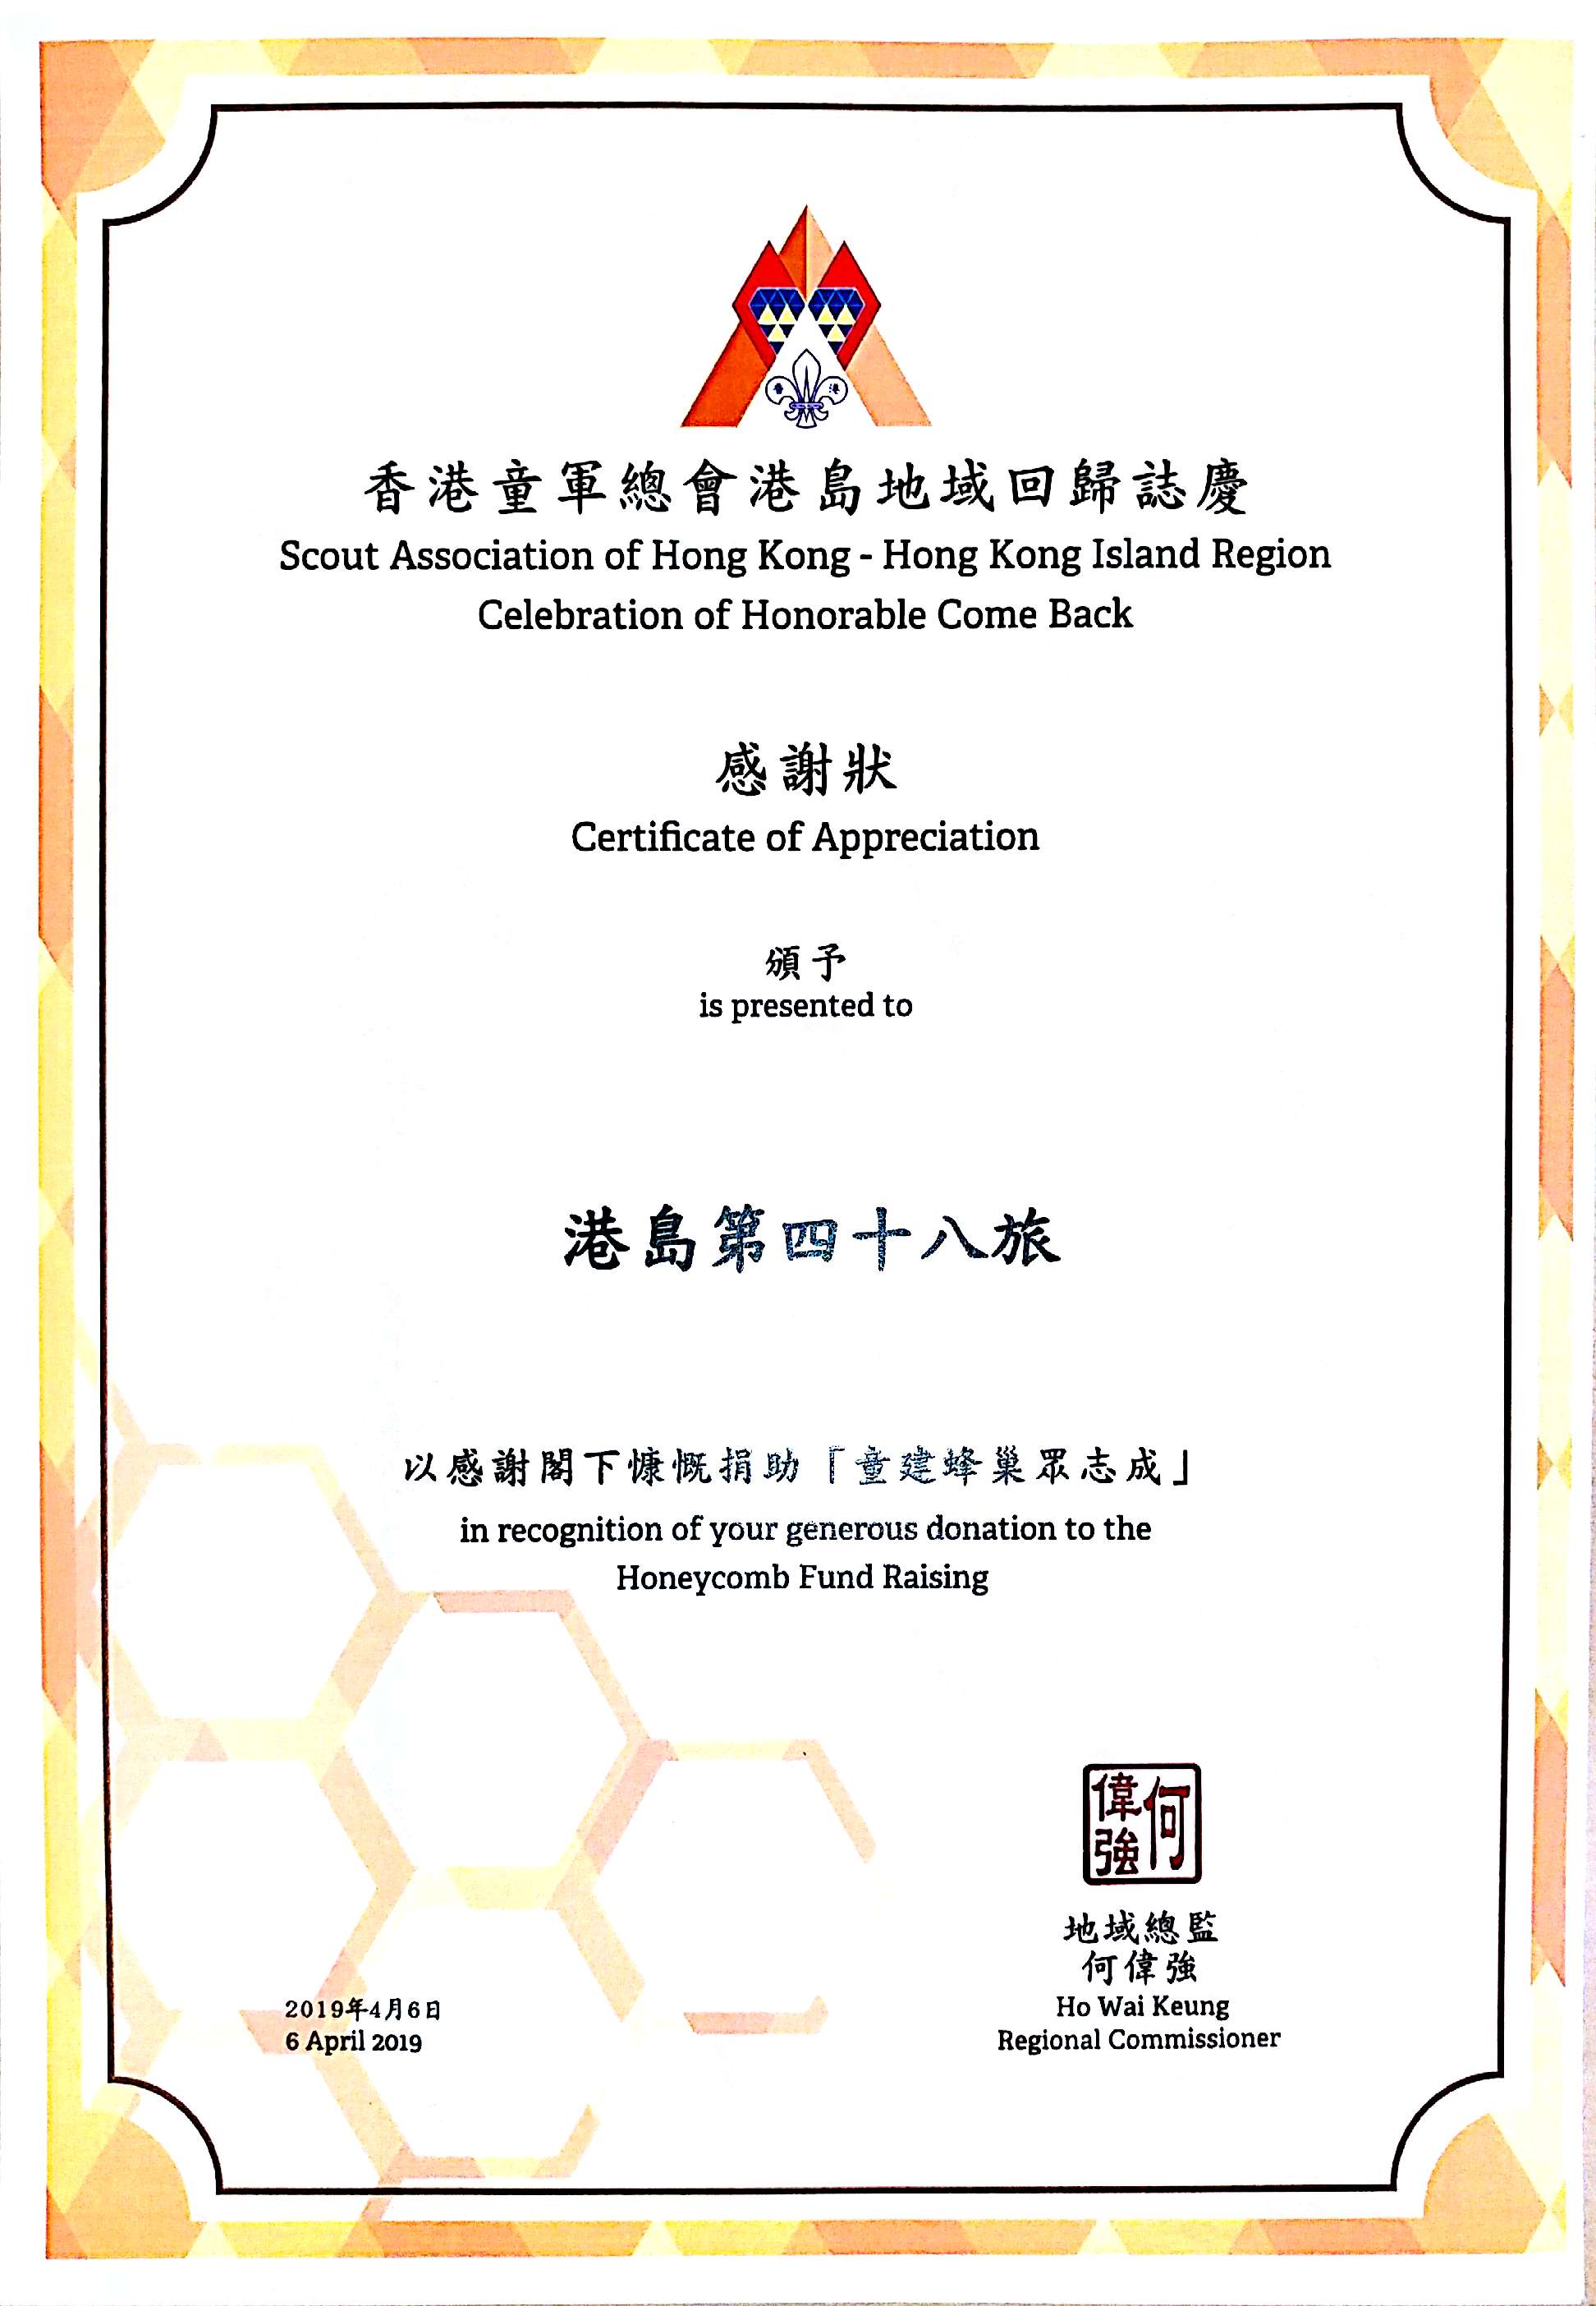 香港
香港童軍總會港島地域回歸誌慶
Scout Association of Hong Kong - Hong Kong Island Region
Celebration of Honorable Come Back
感謝狀
Certificate of Appreciation
頒予
is presented to
港島第四十八旅
以感謝閣下慷慨捐助「童建蜂巢眾志成」
in recognition of your generous donation to the
Honeycomb Fund Raising
何偉強
地域總監
何偉強
Ho Wai Keung
Regional Commissioner
2019年4月6日
6 April 2019